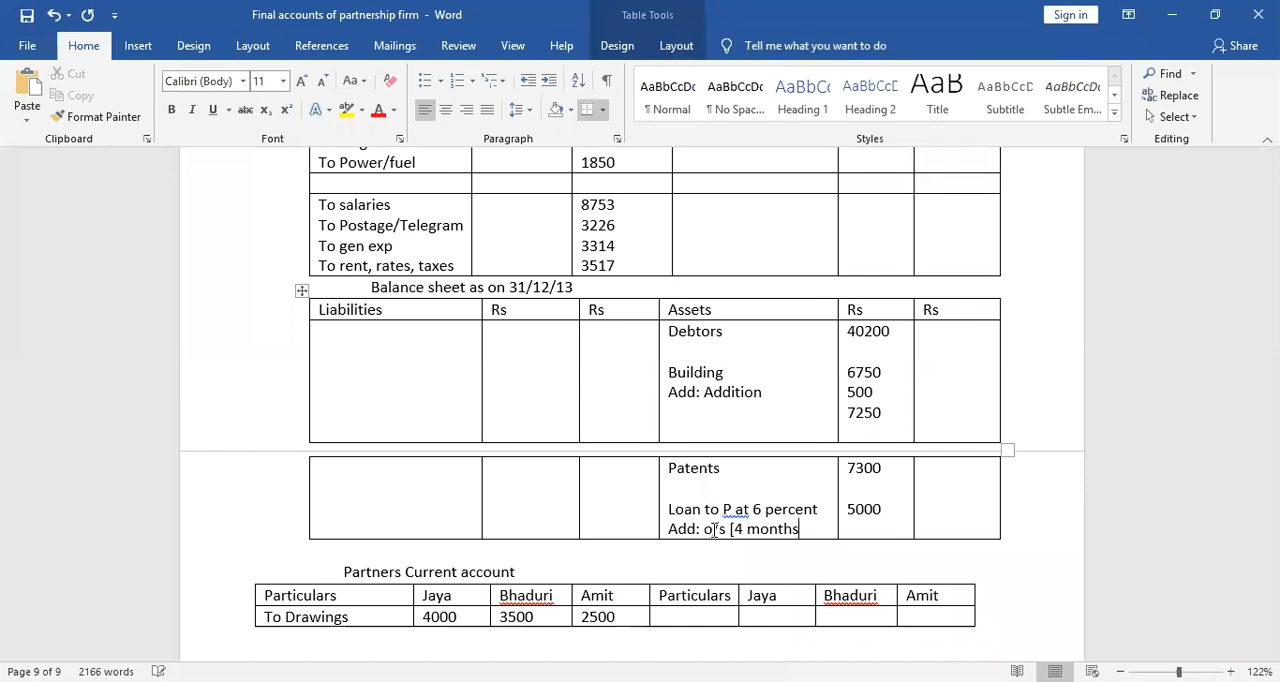 Final accounts of partnership firm - Word
Table Tools
Sign in
File Home Insert Design Layout References Mailings Review View Help Design Layout Tell me what you want to do Share
Paste
Cut
Copy
Format Painter
Clipboard
Calibri (Body) 11
Font
Paragraph
AaBbCcDc AaBbCcDc AaBbCc AaBbCcD AaB AaBbCcD AaBbCcDc
¶ Normal ¶ No Spac... Heading 1 Heading 2 Title Subtitle Subtle Em...
Styles
Find
Replace
Select
Editing
To Power/fuel 1850
To salaries 8753
To Postage/Telegram 3226
To gen exp 3314
To rent, rates, taxes 3517
Balance sheet as on 31/12/13
Liabilities Rs Rs Assets Rs Rs
Debtors 40200
Building 6750
Add: Addition 500
7250
Patents 7300
Loan to P at 6 percent 5000
Add: o/s [4 months
Partners Current account
Particulars Jaya Bhaduri Amit Particulars Jaya Bhaduri Amit
To Drawings 4000 3500 2500
Page 9 of 9 2166 words
122%